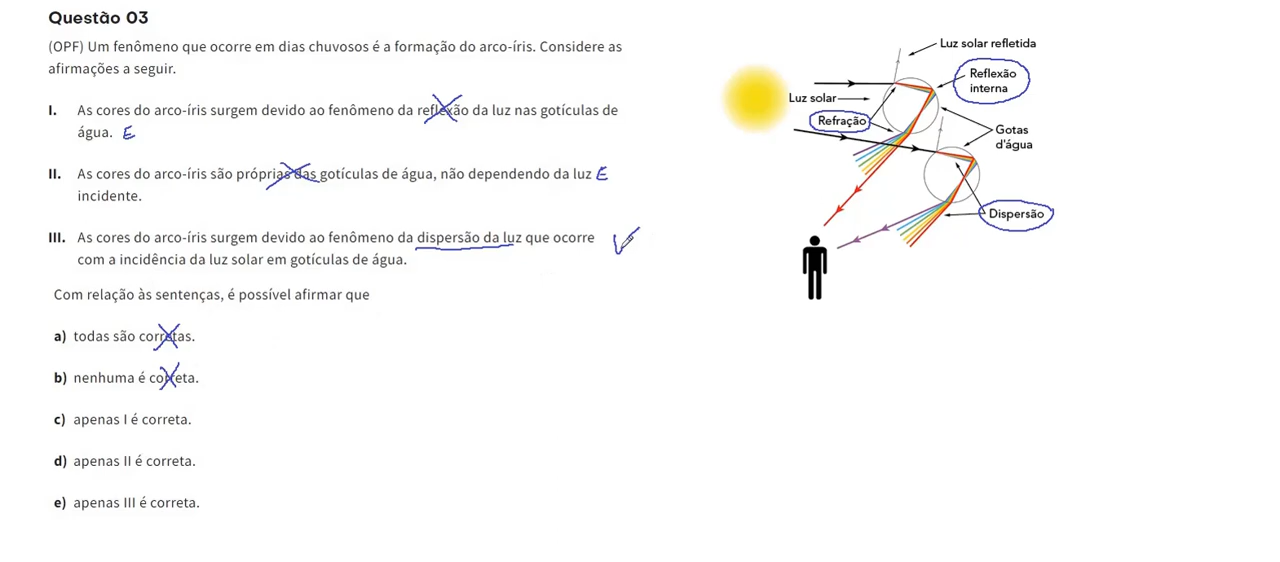 Questão 03
(OPF) Um fenômeno que ocorre em dias chuvosos é a formação do arco-íris. Considere as
afirmações a seguir.
I. As cores do arco-íris surgem devido ao fenômeno da reflexão da luz nas gotículas de
água. E
II. As cores do arco-íris são próprias das gotículas de água, não dependendo da luz E
incidente.
III. As cores do arco-íris surgem devido ao fenômeno da dispersão da luz que ocorre
com a incidência da luz solar em gotículas de água.
Com relação às sentenças, é possível afirmar que
a) todas são corretas.
b) nenhuma é correta.
c) apenas I é correta.
d) apenas II é correta.
e) apenas III é correta.
Luz solar refletida
Reflexão
interna
Luz solar
Refração
Gotas
d'água
Dispersão